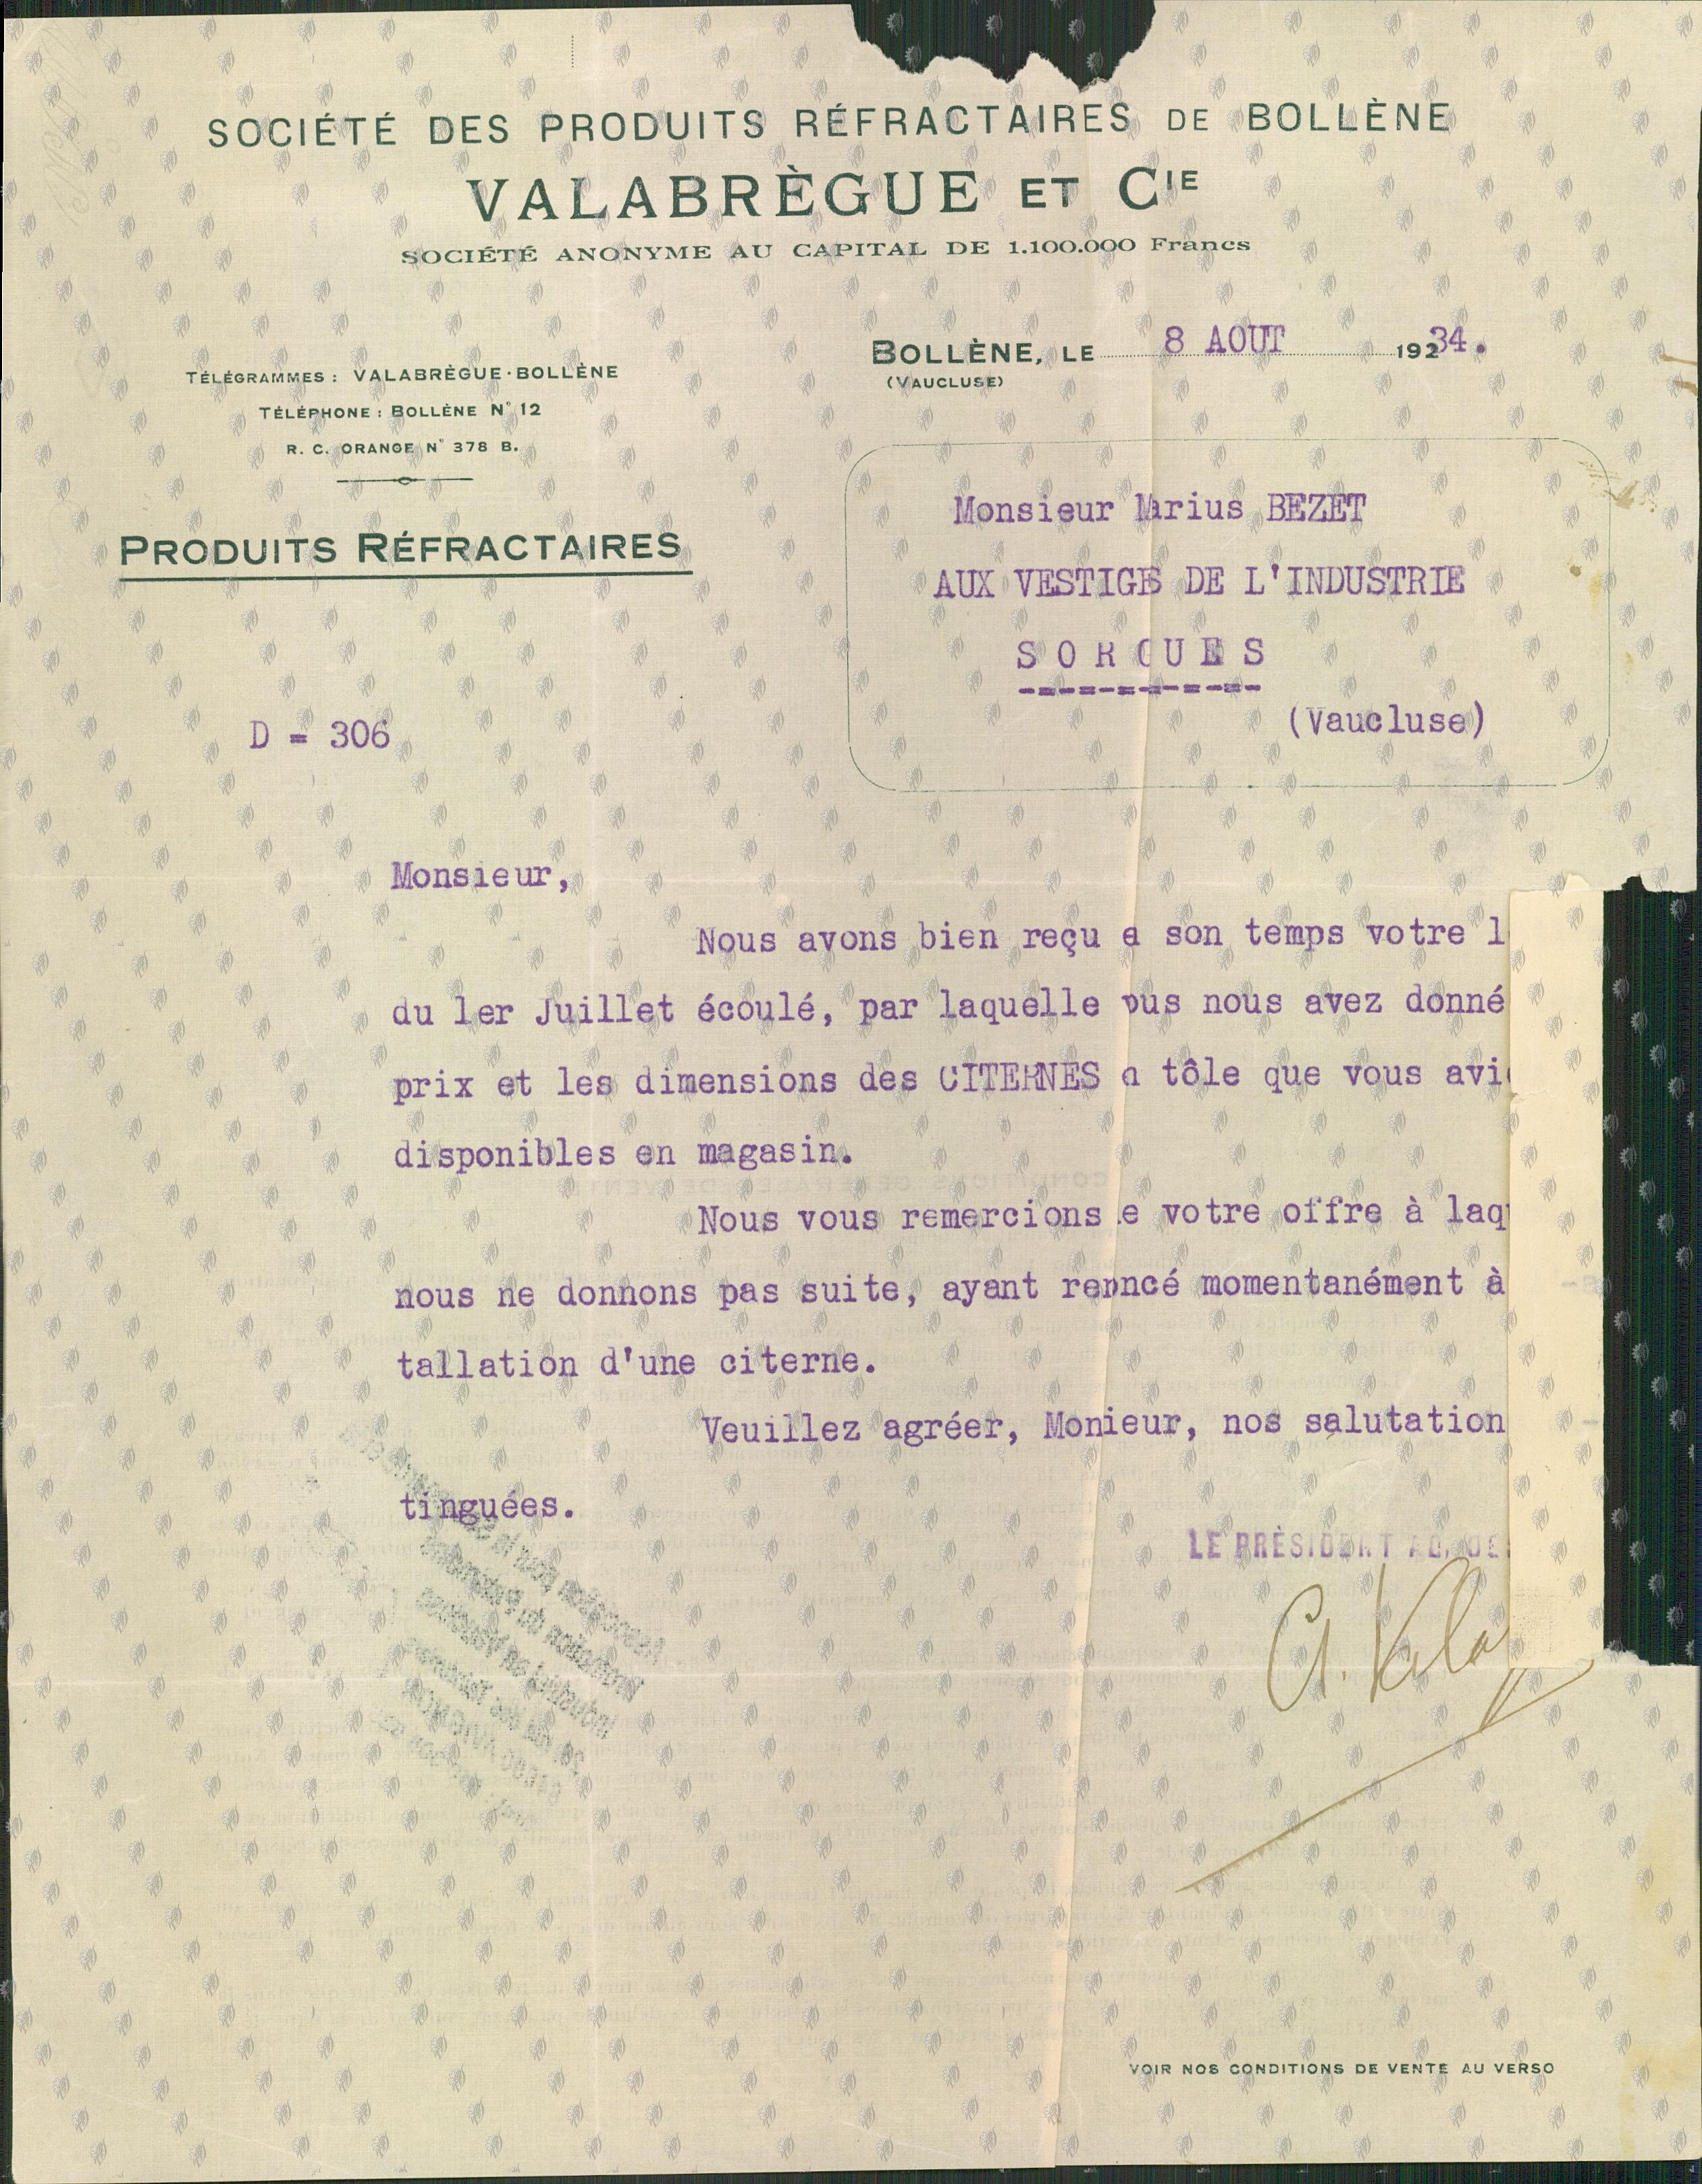 SOCIÉTÉ DES PRODUITS RÉFRACTAIRES DE BOLLÈNE
VALABRÈGUE ET CIE
SOCIÉTÉ ANONYME AU CAPITAL DE 1.100.000 Francs
BOLLÈNE, LE 8 AOUT 19234.
(VAUCLUSE)
TÉLÉGRAMMES : VALABRÈGUE-BOLLÈNE
TÉLÉPHONE : BOLLÈNE N° 12
R. C. ORANGE N° 378 B.
PRODUITS RÉFRACTAIRES
Monsieur Marius BEZET
AUX VESTIGES DE L'INDUSTRIE
S O R G U E S
(Vaucluse)
D = 306
Monsieur,
Nous avons bien reçu a son temps votre l
du 1er Juillet écoulé, par laquelle vous nous avez donné
prix et les dimensions des CITERNES n tôle que vous avi
disponibles en magasin.
Nous vous remercions e votre offre à laq
nous ne donnons pas suite, ayant renoncé momentanément à
tallation d'une citerne.
Veuillez agréer, Monsieur, nos salutation
tinguées.
LE PRÉSIDENT
VOIR NOS CONDITIONS DE VENTE AU VERSO